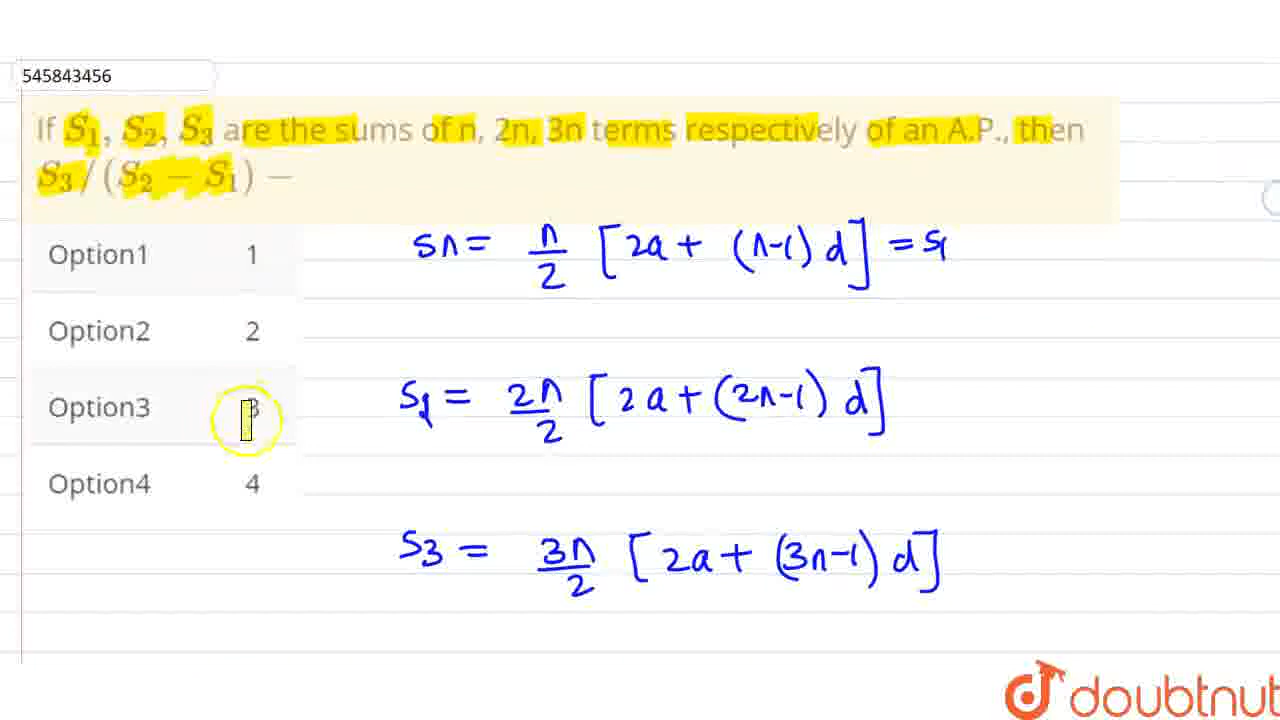 545843456
If S₁, S₂, S₃ are the sums of n, 2n, 3n terms respectively of an A.P., then
S₃/(S₂ − S₁) −
Sn = n/2 [2a + (n-1) d] = S1
Option1 1
Option2 2
S2 = 2n/2 [2a + (2n-1) d]
Option3 3
Option4 4
S3 = 3n/2 [2a + (3n-1) d]
doubtnut